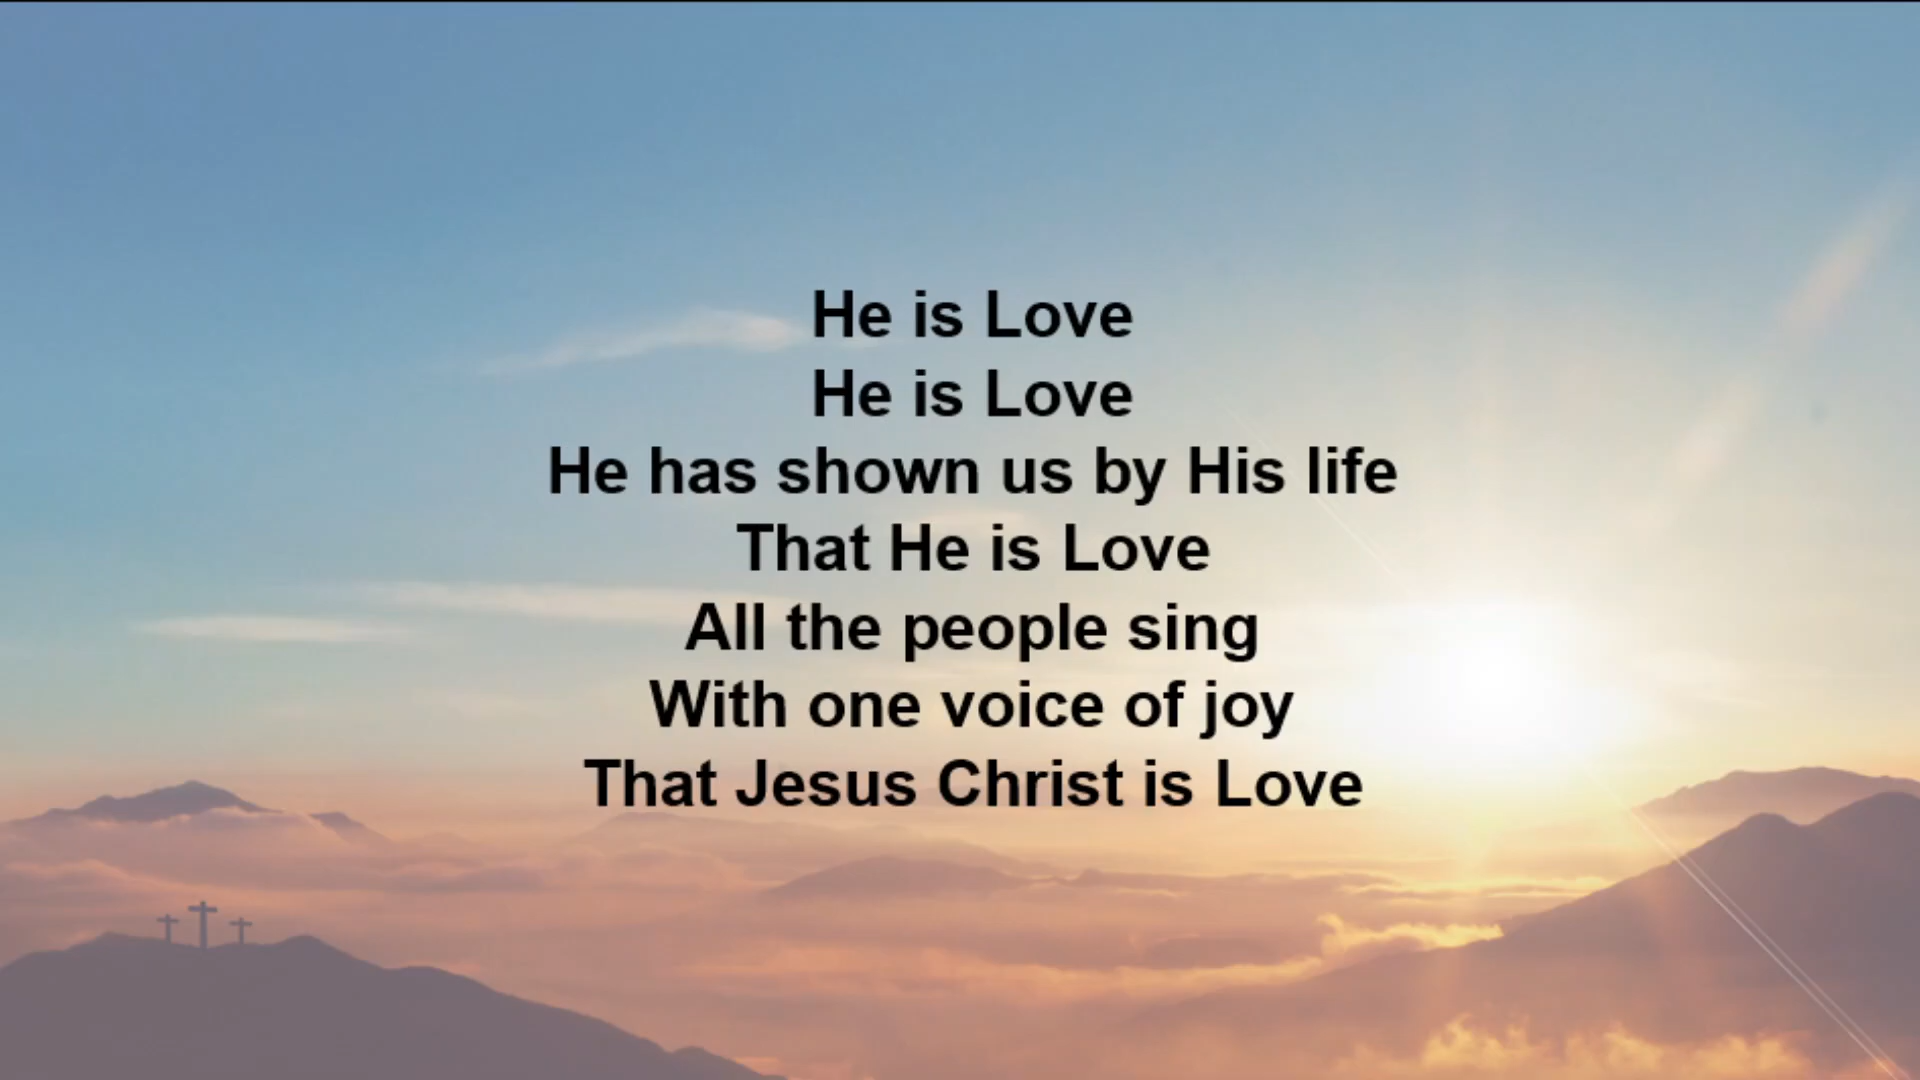 He is Love
He is Love
He has shown us by His life
That He is Love
All the people sing
With one voice of joy
That Jesus Christ is Love